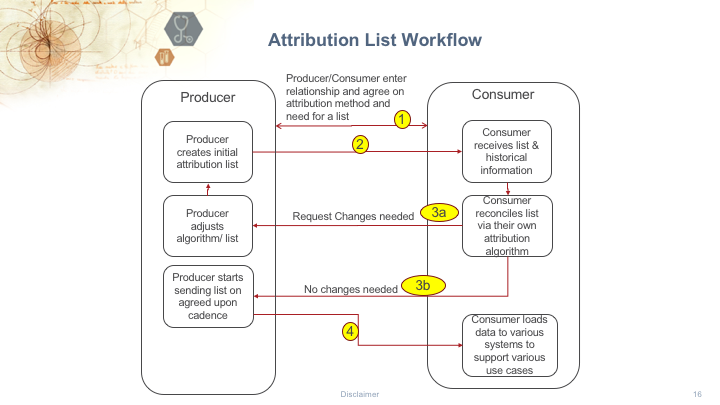 Attribution List Workflow
Producer
Producer/Consumer enter
relationship and agree on
attribution method and
need for a list
Consumer
1
Producer
creates initial
attribution list
2
Consumer
receives list &
historical
information
Producer
adjusts
algorithm/ list
Request Changes needed
3a
Consumer
reconciles list
via their own
attribution
algorithm
Producer starts
sending list on
agreed upon
cadence
No changes needed
3b
4
Consumer loads
data to various
systems to
support various
use cases
Disclaimer
16